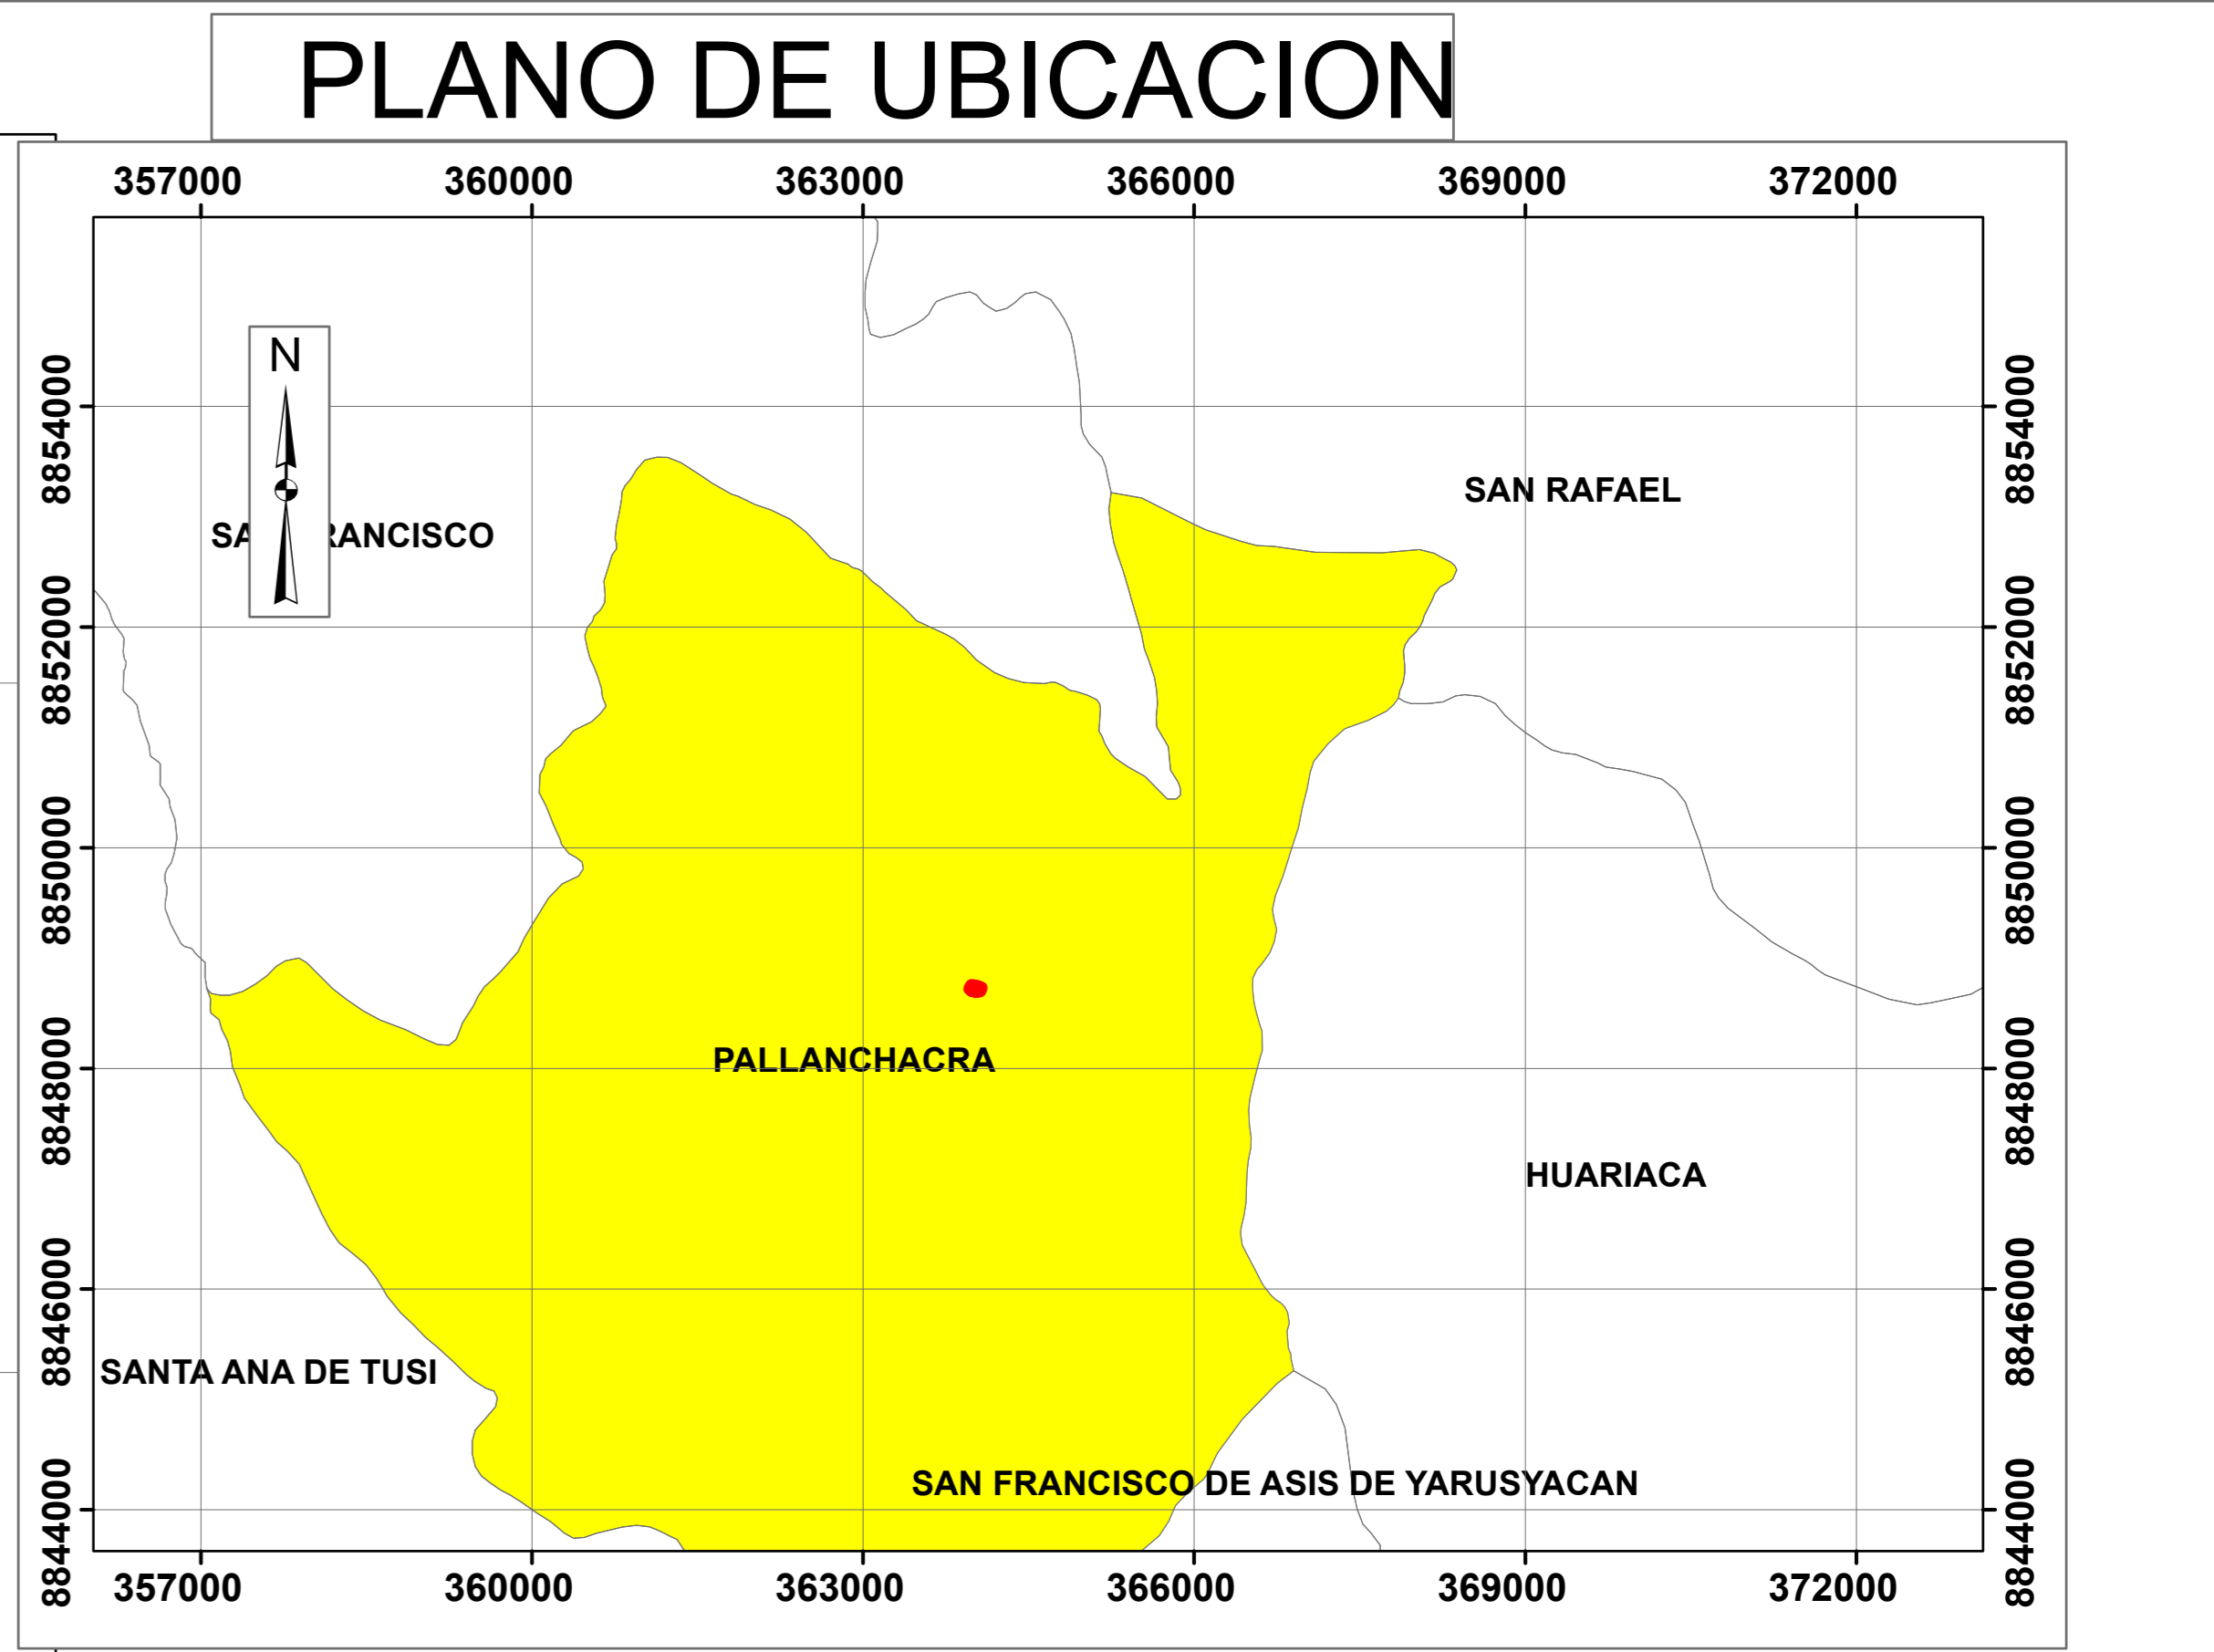 PLANO DE UBICACION
357000 360000 363000 366000 369000 372000
N
8854000 8854000
SAN RAFAEL
SA RANCISCO
8852000 8852000
8850000 8850000
PALLANCHACRA
8848000 8848000
HUARIACA
8846000 8846000
SANTA ANA DE TUSI
SAN FRANCISCO DE ASIS DE YARUSYACAN
8844000 8844000
357000 360000 363000 366000 369000 372000